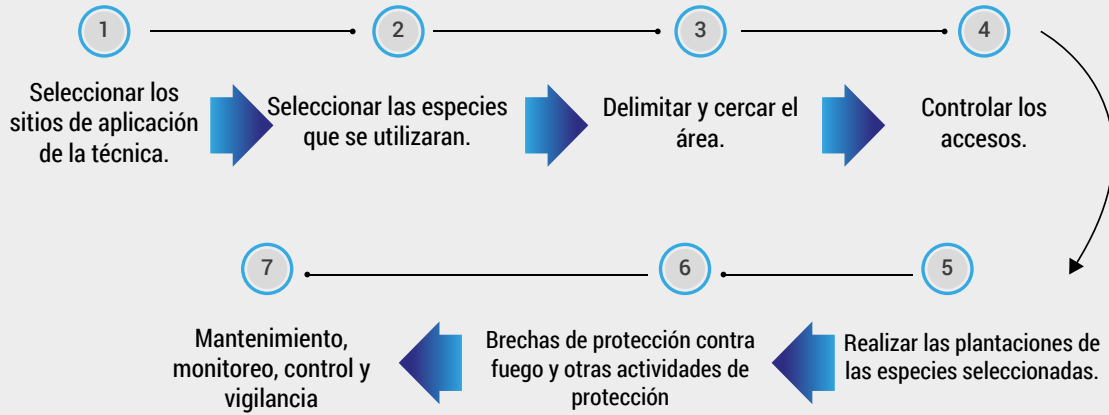 1
Seleccionar los
sitios de aplicación
de la técnica.
2
Seleccionar las especies
que se utilizaran.
3
Delimitar y cercar el
área.
4
Controlar los
accesos.
5
Realizar las plantaciones de
las especies seleccionadas.
6
Brechas de protección contra
fuego y otras actividades de
protección
7
Mantenimiento,
monitoreo, control y
vigilancia